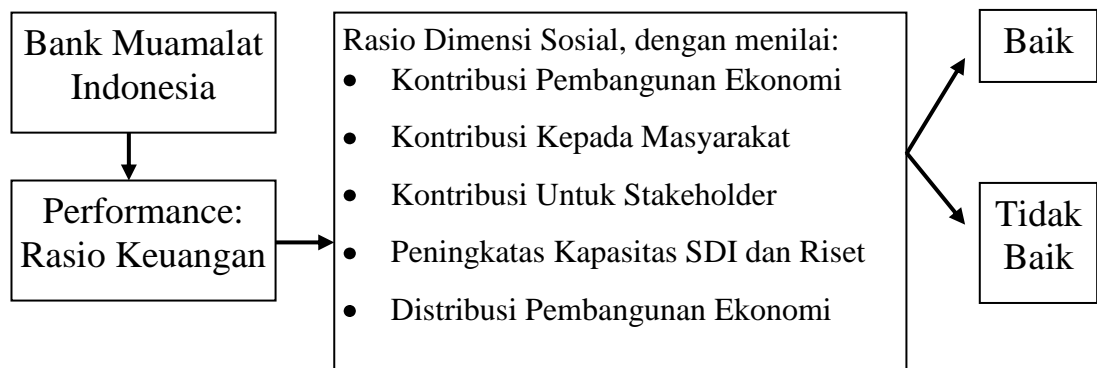 Bank Muamalat
Indonesia
Performance:
Rasio Keuangan
Rasio Dimensi Sosial, dengan menilai:
• Kontribusi Pembangunan Ekonomi
• Kontribusi Kepada Masyarakat
• Kontribusi Untuk Stakeholder
• Peningkatas Kapasitas SDI dan Riset
• Distribusi Pembangunan Ekonomi
Baik
Tidak
Baik